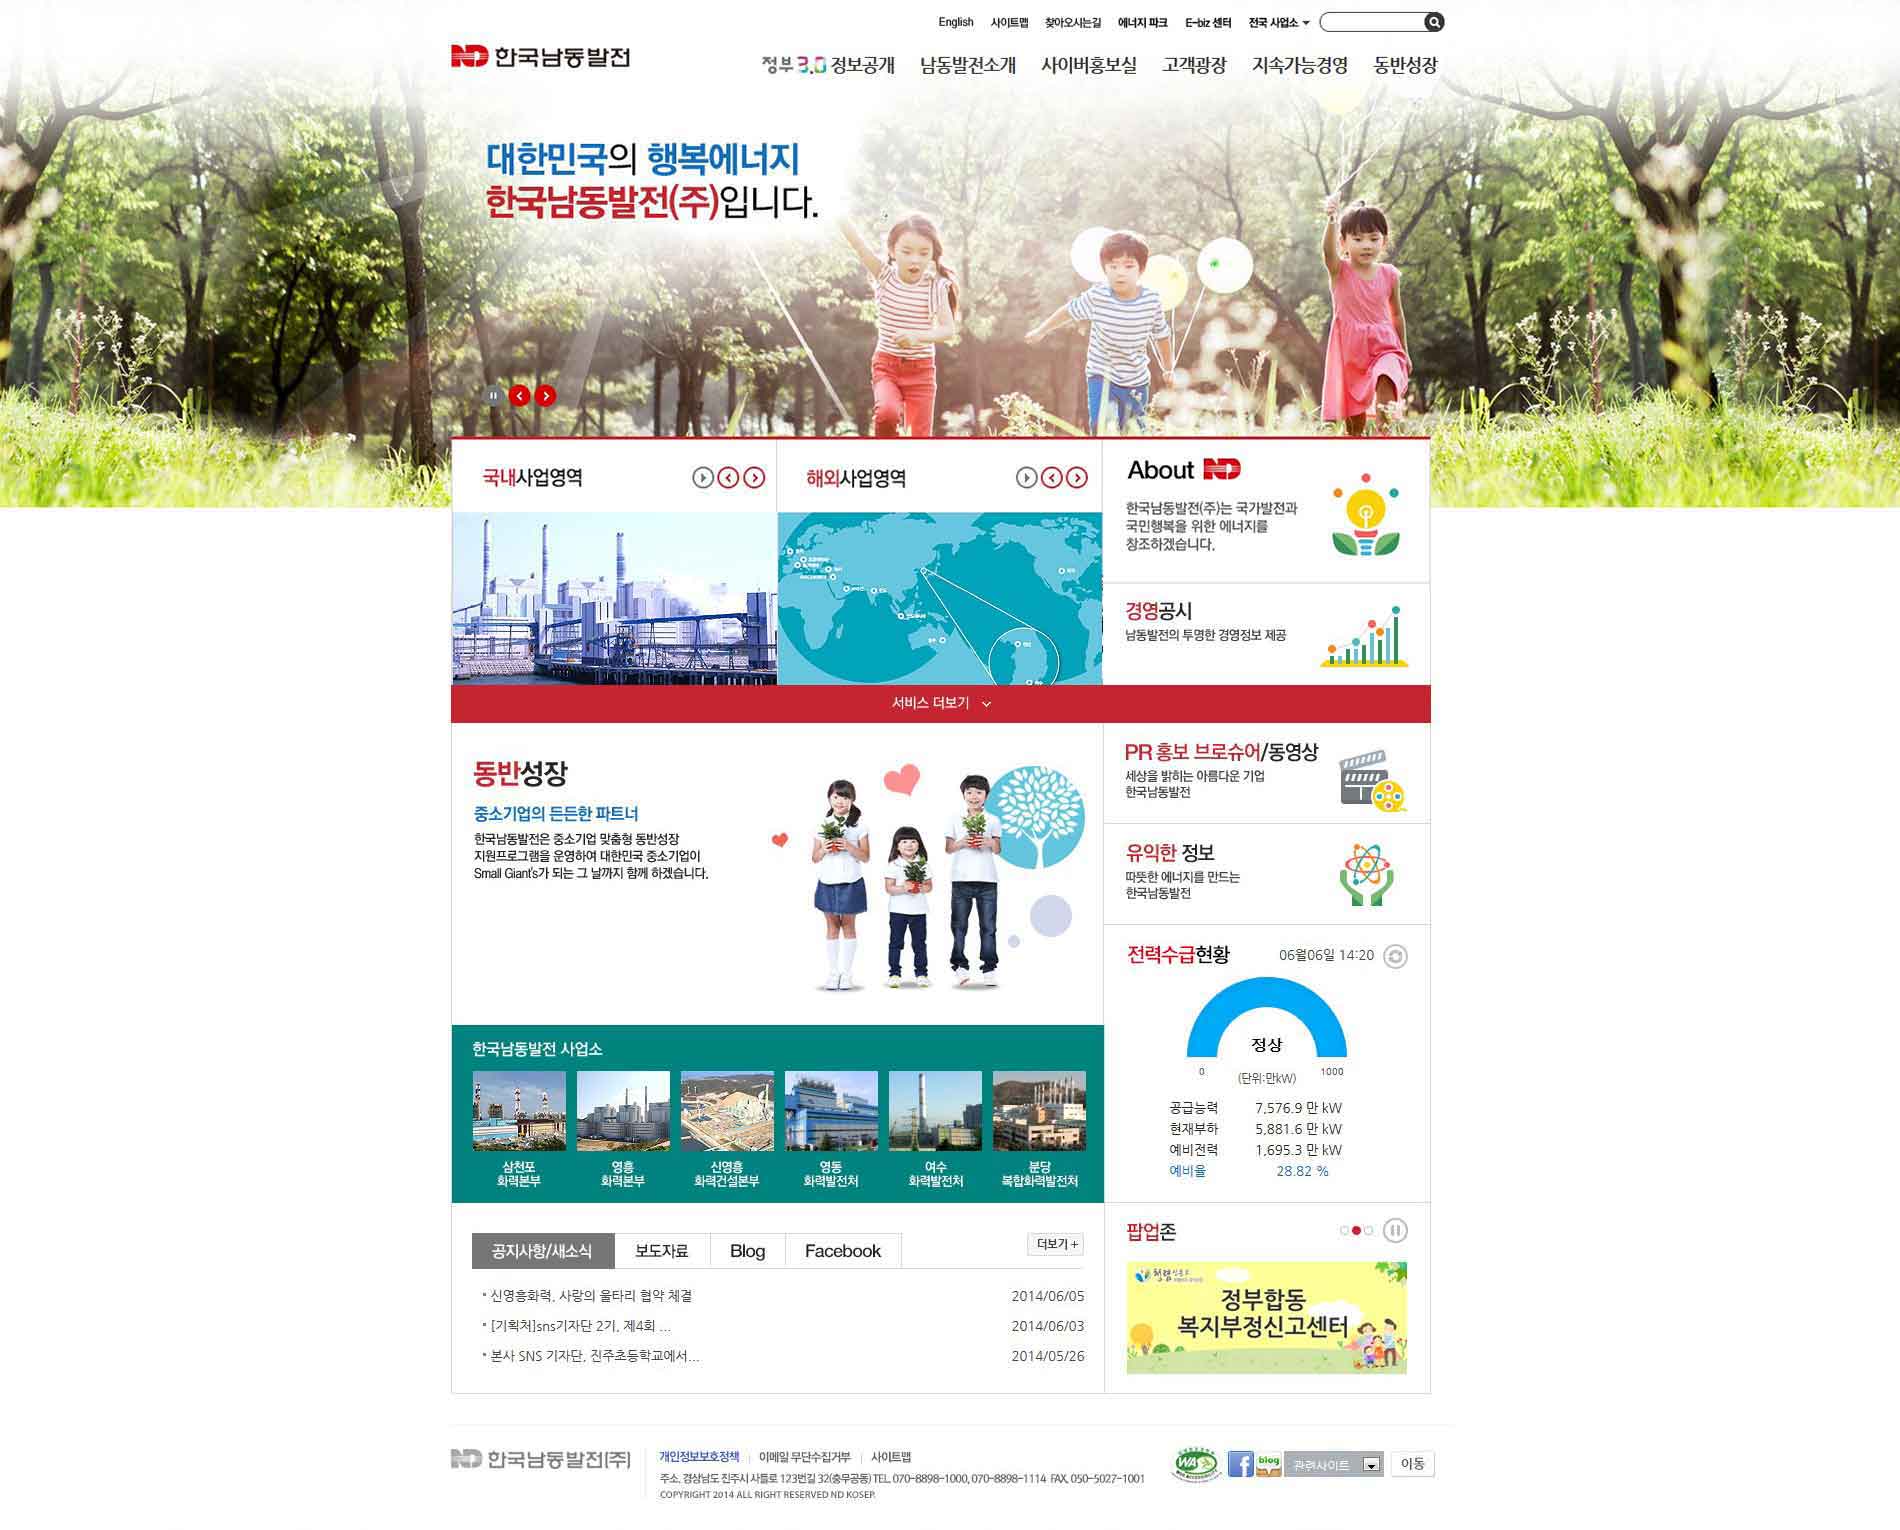 English 사이트맵 찾아오시는길 에너지 파크 E-biz 센터 전국 사업소
ND 한국남동발전
정부 3.0 정보공개 남동발전소개 사이버홍보실 고객광장 지속가능경영 동반성장
대한민국의 행복에너지
한국남동발전(주)입니다.
국내사업영역
해외사업영역
About ND
한국남동발전(주)는 국가발전과
국민행복을 위한 에너지를
창조하겠습니다.
경영공시
남동발전의 투명한 경영정보 제공
서비스 더보기
동반성장
중소기업의 든든한 파트너
한국남동발전은 중소기업 맞춤형 동반성장
지원프로그램을 운영하여 대한민국 중소기업이
Small Giant's가 되는 그 날까지 함께 하겠습니다.
PR 홍보 브로슈어/동영상
세상을 밝히는 아름다운 기업
한국남동발전
유익한 정보
따뜻한 에너지를 만드는
한국남동발전
전력수급현황 06월06일 14:20
정상
0 (단위:만kW) 1000
공급능력 7,576.9 만 kW
현재부하 5,881.6 만 kW
예비전력 1,695.3 만 kW
예비율 28.82 %
한국남동발전 사업소
삼천포
화력본부
영흥
화력본부
신영흥
화력건설본부
영동
화력발전처
여수
화력발전처
분당
복합화력발전처
공지사항/새소식 보도자료 Blog Facebook 더보기 +
신영흥화력, 사랑의 울타리 협약 체결 2014/06/05
[기획처]sns기자단 2기, 제4회 ... 2014/06/03
본사 SNS 기자단, 진주초등학교에서... 2014/05/26
팝업존
정부합동
복지부정신고센터
ND 한국남동발전(주)
개인정보보호정책 이메일 무단수집거부 사이트맵
주소. 경상남도 진주시 사들로 123번길 32(충무공동) TEL. 070-8898-1000, 070-8898-1114 FAX. 050-5027-1001
COPYRIGHT 2014 ALL RIGHT RESERVED ND KOSEP.
WA
f
blog
관련사이트
이동